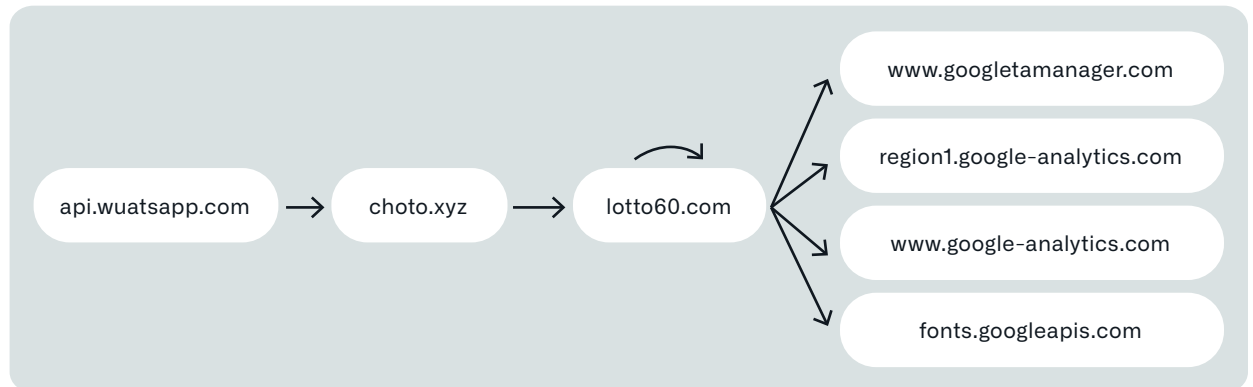 api.wuatsapp.com
choto.xyz
lotto60.com
www.googletamanager.com
region1.google-analytics.com
www.google-analytics.com
fonts.googleapis.com